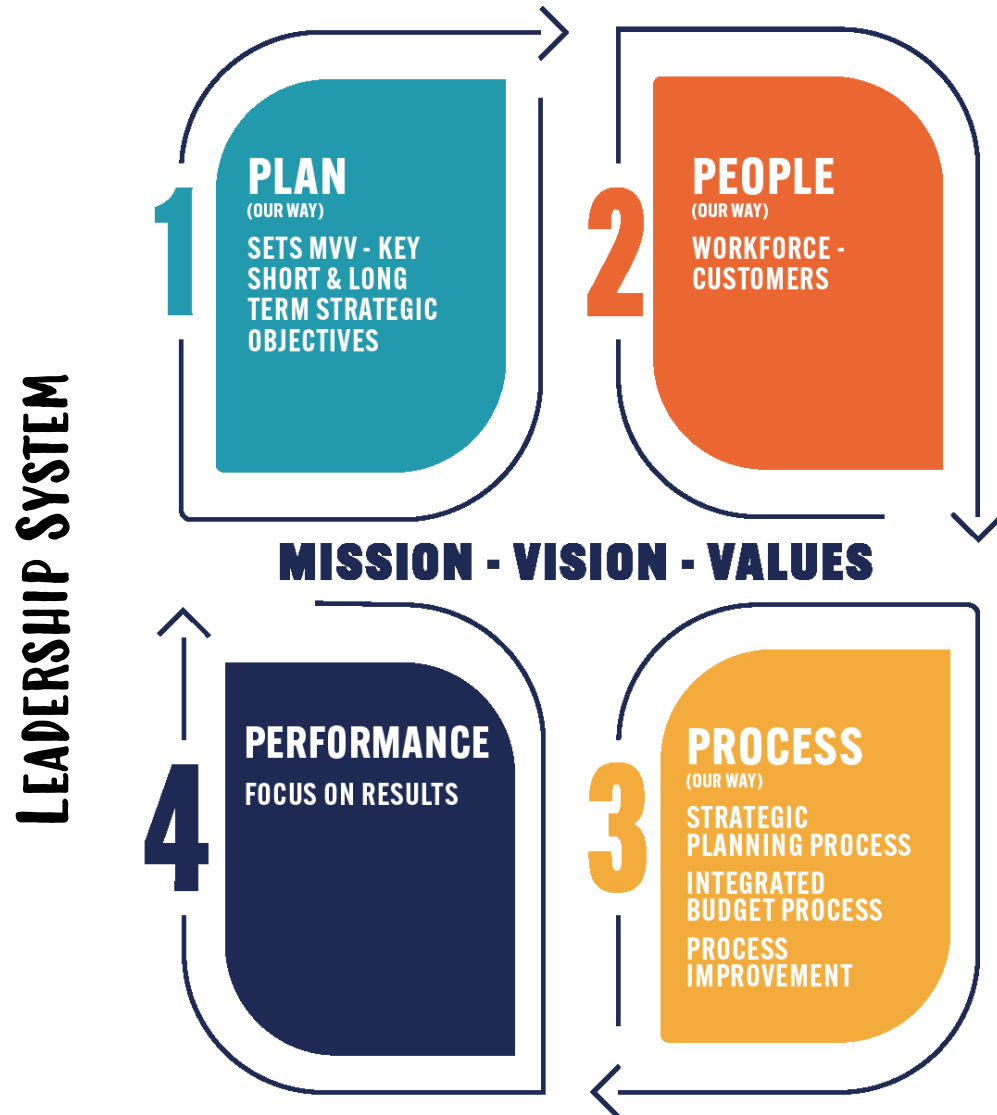 Leadership System
1
PLAN
(OUR WAY)
SETS MVV - KEY
SHORT & LONG
TERM STRATEGIC
OBJECTIVES
2
PEOPLE
(OUR WAY)
WORKFORCE -
CUSTOMERS
MISSION - VISION - VALUES
3
PROCESS
(OUR WAY)
STRATEGIC
PLANNING PROCESS
INTEGRATED
BUDGET PROCESS
PROCESS
IMPROVEMENT
4
PERFORMANCE
FOCUS ON RESULTS